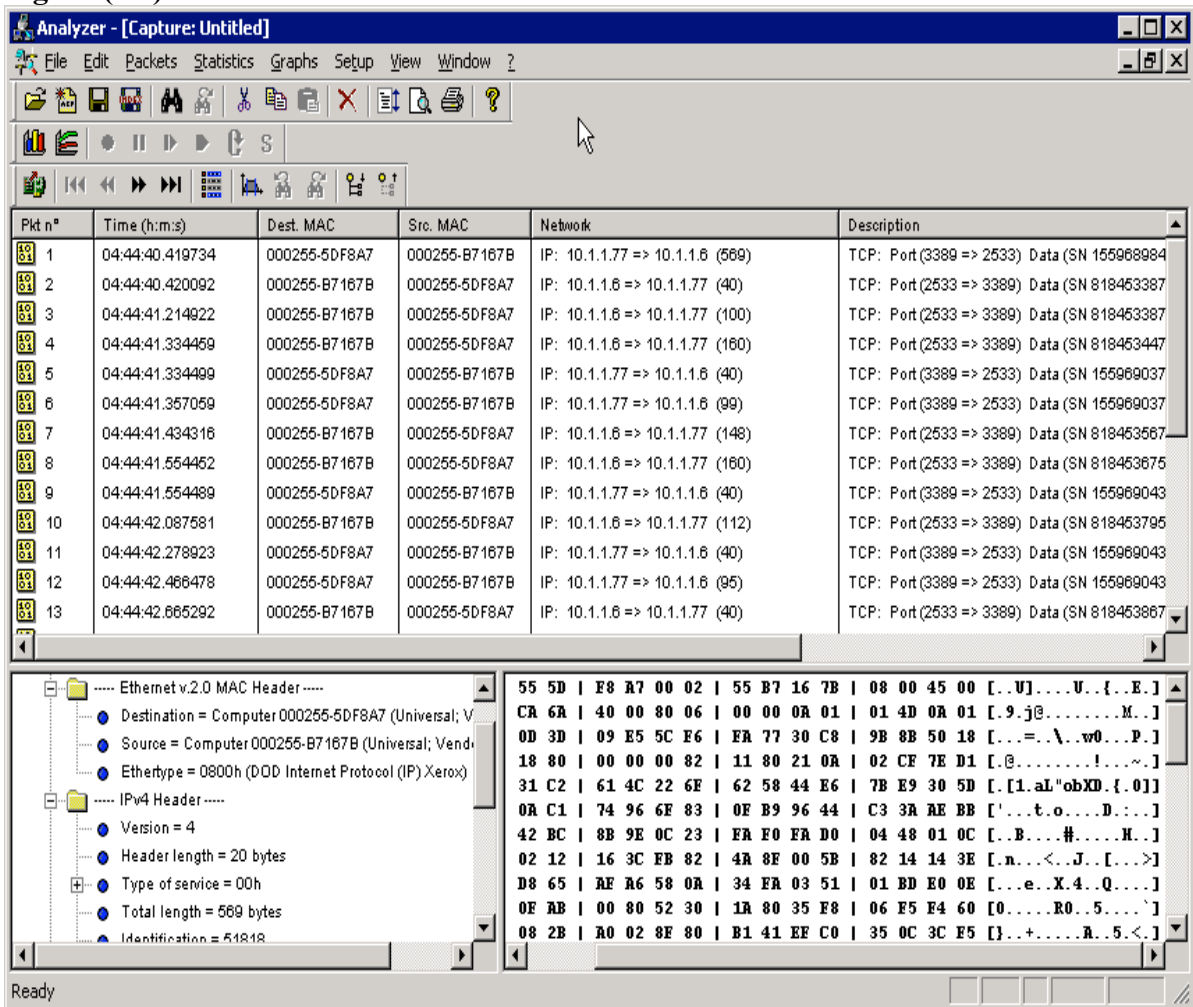 Analyzer - [Capture: Untitled]
File Edit Packets Statistics Graphs Setup View Window ?
S
Pkt n° Time (h:m:s) Dest. MAC Src. MAC Network Description
1 04:44:40.419734 000255-5DF8A7 000255-B7167B IP: 10.1.1.77 => 10.1.1.6 (569) TCP: Port (3389 => 2533) Data (SN 155968984
2 04:44:40.420092 000255-B7167B 000255-5DF8A7 IP: 10.1.1.6 => 10.1.1.77 (40) TCP: Port (2533 => 3389) Data (SN 818453387
3 04:44:41.214922 000255-B7167B 000255-5DF8A7 IP: 10.1.1.6 => 10.1.1.77 (100) TCP: Port (2533 => 3389) Data (SN 818453387
4 04:44:41.334459 000255-B7167B 000255-5DF8A7 IP: 10.1.1.6 => 10.1.1.77 (160) TCP: Port (2533 => 3389) Data (SN 818453447
5 04:44:41.334499 000255-5DF8A7 000255-B7167B IP: 10.1.1.77 => 10.1.1.6 (40) TCP: Port (3389 => 2533) Data (SN 155969037
6 04:44:41.357059 000255-5DF8A7 000255-B7167B IP: 10.1.1.77 => 10.1.1.6 (99) TCP: Port (3389 => 2533) Data (SN 155969037
7 04:44:41.434316 000255-B7167B 000255-5DF8A7 IP: 10.1.1.6 => 10.1.1.77 (148) TCP: Port (2533 => 3389) Data (SN 818453567
8 04:44:41.554452 000255-B7167B 000255-5DF8A7 IP: 10.1.1.6 => 10.1.1.77 (160) TCP: Port (2533 => 3389) Data (SN 818453675
9 04:44:41.554489 000255-5DF8A7 000255-B7167B IP: 10.1.1.77 => 10.1.1.6 (40) TCP: Port (3389 => 2533) Data (SN 155969043
10 04:44:42.087581 000255-B7167B 000255-5DF8A7 IP: 10.1.1.6 => 10.1.1.77 (112) TCP: Port (2533 => 3389) Data (SN 818453795
11 04:44:42.278923 000255-5DF8A7 000255-B7167B IP: 10.1.1.77 => 10.1.1.6 (40) TCP: Port (3389 => 2533) Data (SN 155969043
12 04:44:42.466478 000255-5DF8A7 000255-B7167B IP: 10.1.1.77 => 10.1.1.6 (95) TCP: Port (3389 => 2533) Data (SN 155969043
13 04:44:42.665292 000255-B7167B 000255-5DF8A7 IP: 10.1.1.6 => 10.1.1.77 (40) TCP: Port (2533 => 3389) Data (SN 818453867
----- Ethernet v.2.0 MAC Header -----
Destination = Computer 000255-5DF8A7 (Universal; V
Source = Computer 000255-B7167B (Universal; Vend
Ethertype = 0800h (DOD Internet Protocol (IP) Xerox)
----- IPv4 Header -----
Version = 4
Header length = 20 bytes
Type of service = 00h
Total length = 569 bytes
Identification = 51818
55 5D | F8 A7 00 02 | 55 B7 16 7B | 08 00 45 00 [..U]....U..{..E.]
CA 6A | 40 00 80 06 | 00 00 0A 01 | 01 4D 0A 01 [.9.j@........M..]
0D 3D | 09 E5 5C F6 | FA 77 30 C8 | 9B 8B 50 18 [...=..\..w0...P.]
18 80 | 00 00 00 82 | 11 80 21 0A | 02 CF 7E D1 [.@........!...~.]
31 C2 | 61 4C 22 6F | 62 58 44 E6 | 7B E9 30 5D [.[1.aL"obXD.{.0]]
0A C1 | 74 96 6F 83 | 0F B9 96 44 | C3 3A AE BB ['...t.o....D.:..]
42 BC | 8B 9E 0C 23 | FA F0 FA D0 | 04 48 01 0C [..B....#.....H..]
02 12 | 16 3C FB 82 | 4A 8F 00 5B | 82 14 14 3E [.n...<..J..[...>]
D8 65 | AF A6 58 0A | 34 FA 03 51 | 01 BD E0 0E [...e..X.4..Q....]
0F AB | 00 80 52 30 | 1A 80 35 F8 | 06 F5 F4 60 [0.....R0..5....`]
08 2B | A0 02 8F 80 | B1 41 EF C0 | 35 0C 3C F5 [}..+.....A..5.<.]
Ready